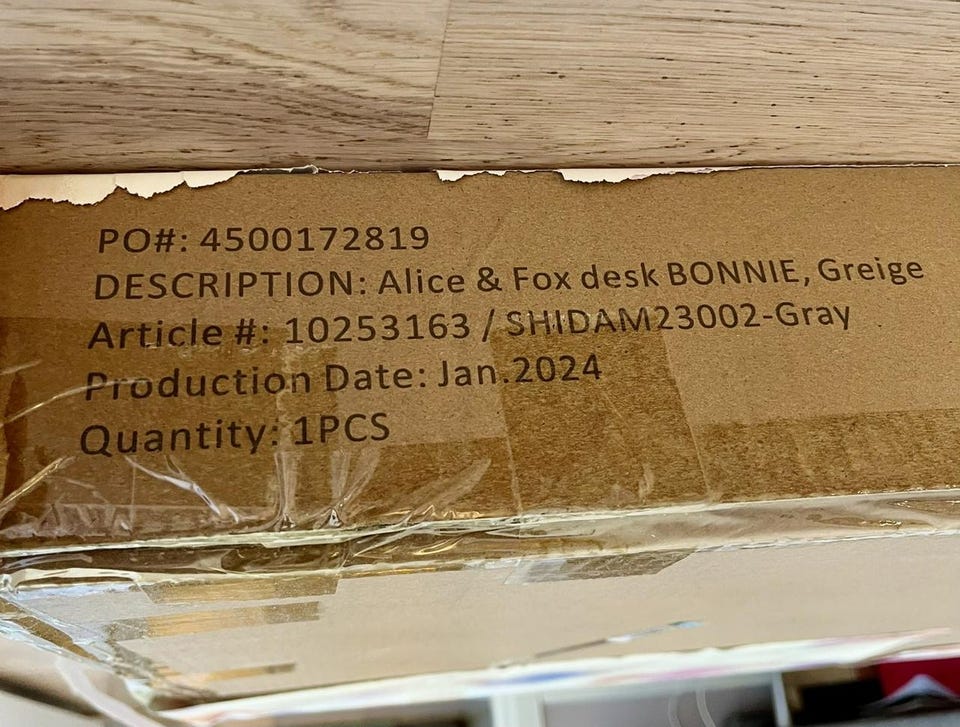 PO#: 4500172819
DESCRIPTION: Alice & Fox desk BONNIE, Greige
Article #: 10253163 / SHIDAM23002-Gray
Production Date: Jan.2024
Quantity: 1PCS